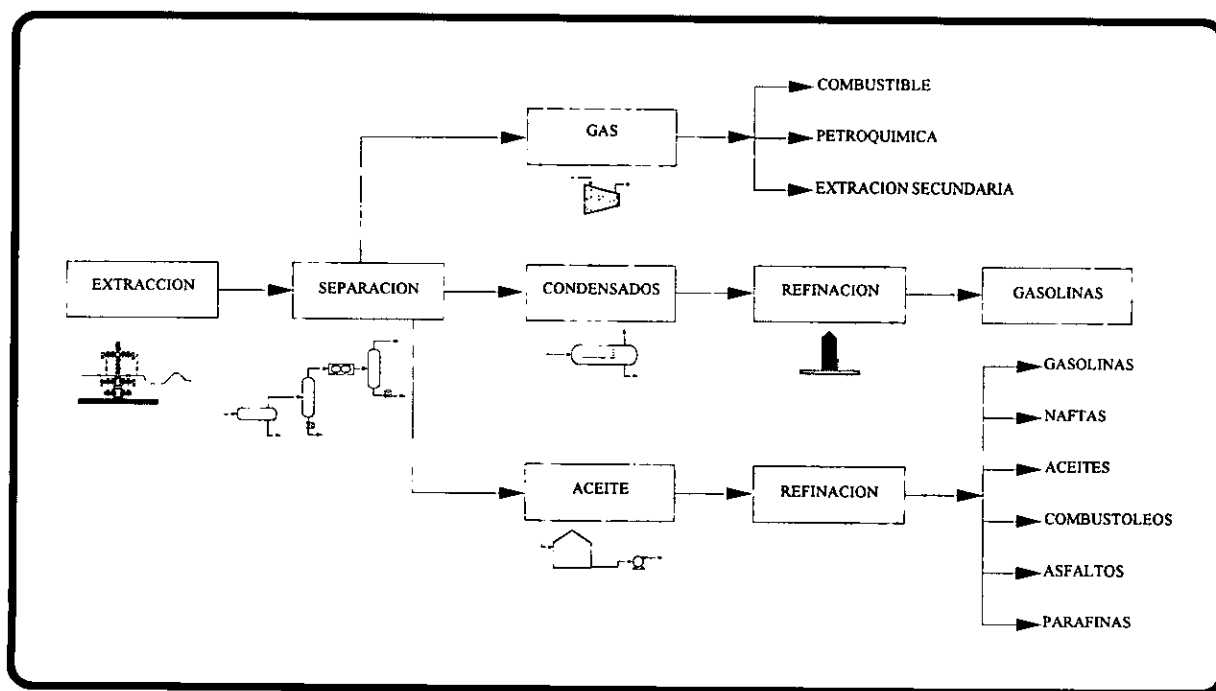 COMBUSTIBLE
GAS
PETROQUIMICA
EXTRACION SECUNDARIA
EXTRACCION
SEPARACION
CONDENSADOS
REFINACION
GASOLINAS
GASOLINAS
NAFTAS
ACEITE
REFINACION
ACEITES
COMBUSTOLEOS
ASFALTOS
PARAFINAS